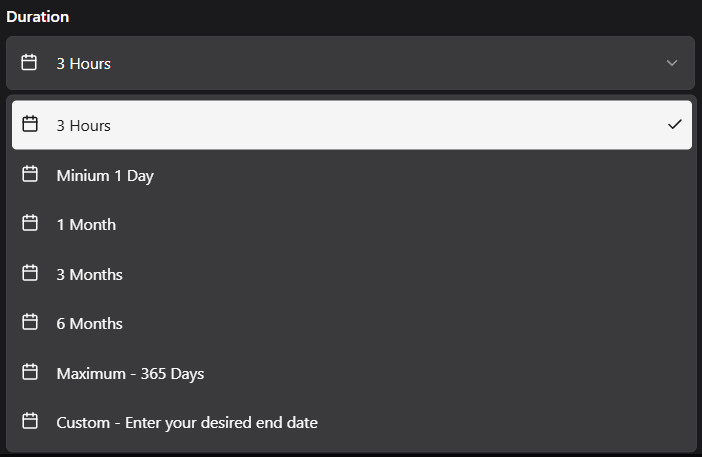 Duration
3 Hours
3 Hours
Minium 1 Day
1 Month
3 Months
6 Months
Maximum - 365 Days
Custom - Enter your desired end date